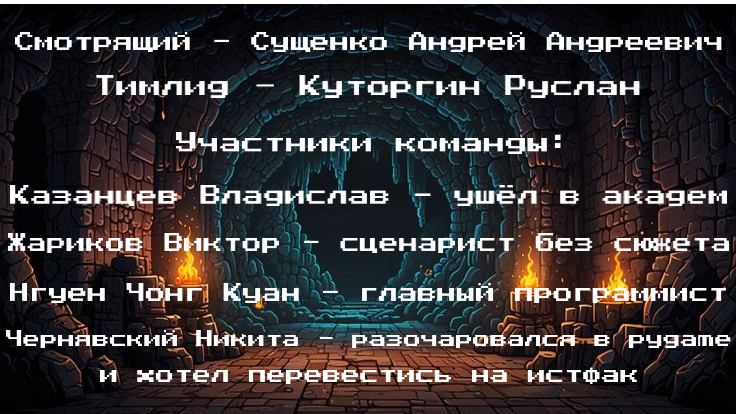 Смотрящий - Сущенко Андрей Андреевич
Тимлид - Куторгин Руслан
Участники команды:
Казанцев Владислав - ушёл в академ
Жариков Виктор - сценарист без сюжета
Нгуен Чонг Куан - главный программист
Чернявский Никита - разочаровался в pygame
и хотел перевестись на истфак